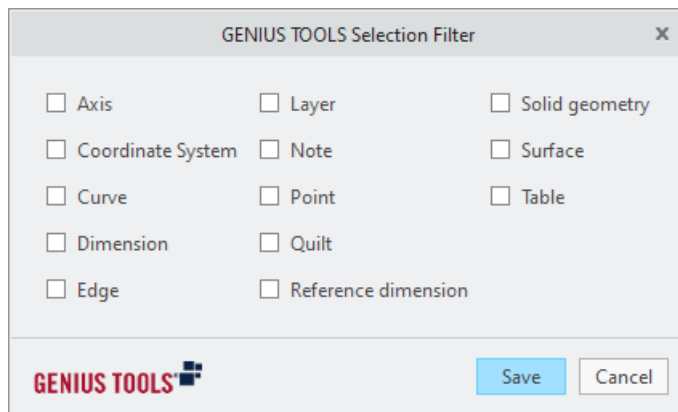 GENIUS TOOLS Selection Filter
Axis
Coordinate System
Curve
Dimension
Edge
Layer
Note
Point
Quilt
Reference dimension
Solid geometry
Surface
Table
GENIUS TOOLS
Save
Cancel